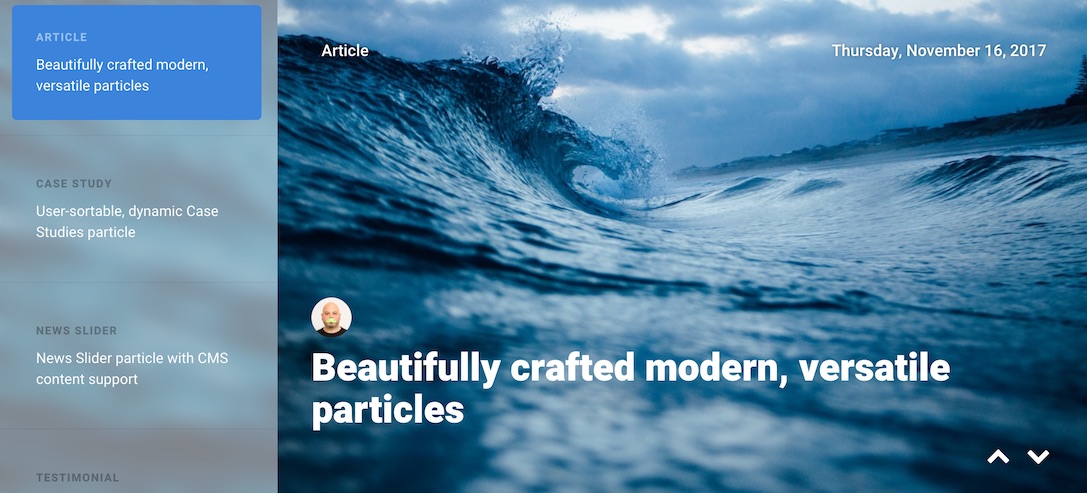 ARTICLE
Beautifully crafted modern,
versatile particles
CASE STUDY
User-sortable, dynamic Case
Studies particle
NEWS SLIDER
News Slider particle with CMS
content support
TESTIMONIAL
Article
Thursday, November 16, 2017
Beautifully crafted modern, versatile
particles